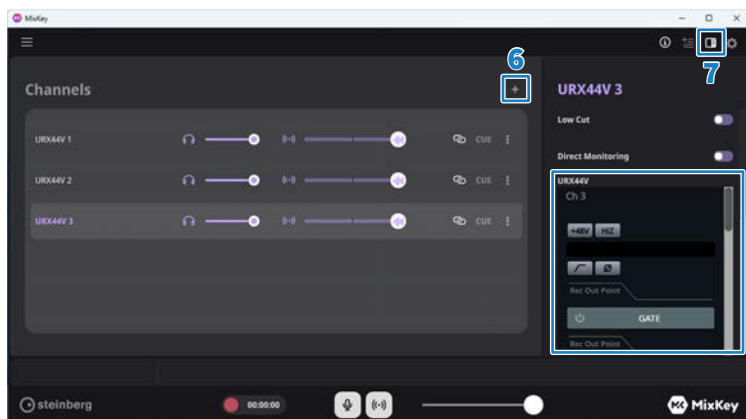 MixKey
6
7
Channels
+
URX44V 3
Low Cut
URX44V 1
CUE
Direct Monitoring
URX44V 2
CUE
URX44V
Ch 3
URX44V 3
CUE
+48V HiZ
Ø
Rec Out Point
GATE
Rec Out Point
steinberg
00:00:00
MK MixKey